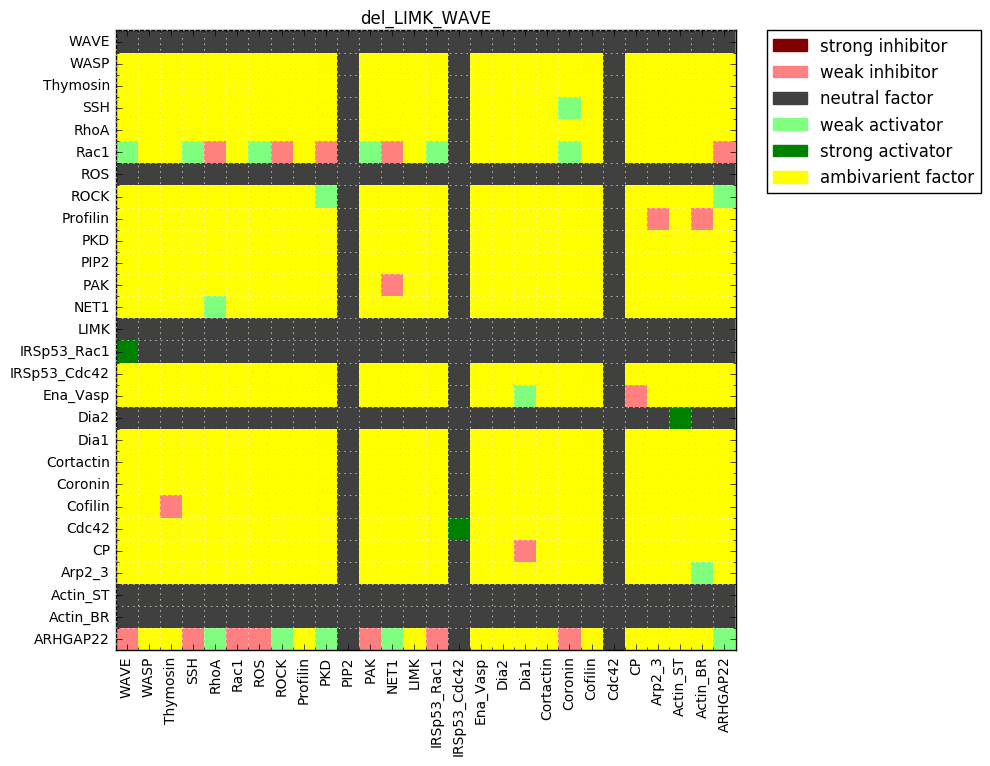 del_LIMK_WAVE
WAVE
WASP
Thymosin
SSH
RhoA
Rac1
ROS
ROCK
Profilin
PKD
PIP2
PAK
NET1
LIMK
IRSp53_Rac1
IRSp53_Cdc42
Ena_Vasp
Dia2
Dia1
Cortactin
Coronin
Cofilin
Cdc42
CP
Arp2_3
Actin_ST
Actin_BR
ARHGAP22
WAVE
WASP
Thymosin
SSH
RhoA
Rac1
ROS
ROCK
Profilin
PKD
PIP2
PAK
NET1
LIMK
IRSp53_Rac1
IRSp53_Cdc42
Ena_Vasp
Dia2
Dia1
Cortactin
Coronin
Cofilin
Cdc42
CP
Arp2_3
Actin_ST
Actin_BR
ARHGAP22
strong inhibitor
weak inhibitor
neutral factor
weak activator
strong activator
ambivarient factor